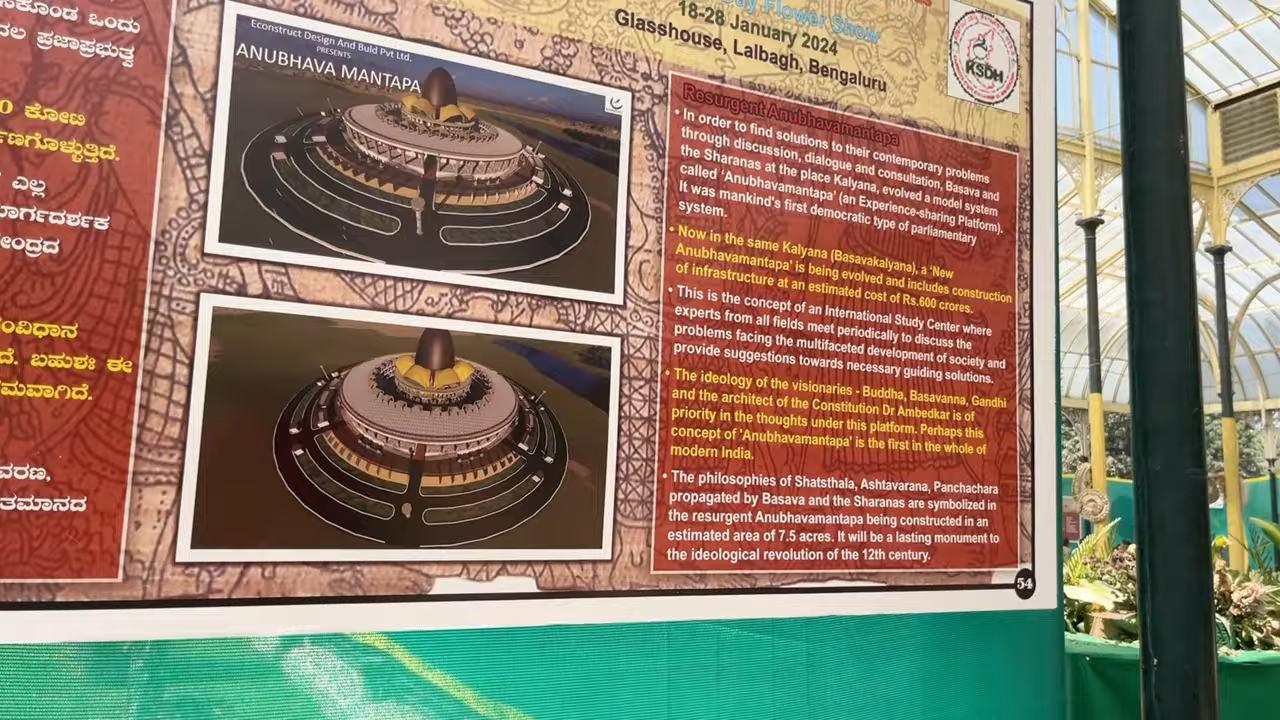 ಒಂದು
ಪ್ರಜಾಪ್ರಭುತ್ವ
0 ಕೋಟಿ
ಎಲ್ಲ
Econstruct Design And Buld Pvt Ltd.
PRESENTS
ANUBHAVA MANTAPA
Flower Show
18-28 January 2024
Glasshouse, Lalbagh, Bengaluru
KSDH
Resurgent Anubhavamantapa
• In order to find solutions to their contemporary problems
through discussion, dialogue and consultation, Basava and
the Sharanas at the place Kalyana, evolved a model system
called 'Anubhavamantapa' (an Experience-sharing Platform).
It was mankind's first democratic type of parliamentary
system.
• Now in the same Kalyana (Basavakalyana), a 'New
Anubhavamantapa' is being evolved and includes construction
of infrastructure at an estimated cost of Rs.600 crores.
• This is the concept of an International Study Center where
experts from all fields meet periodically to discuss the
problems facing the multifaceted development of society and
provide suggestions towards necessary guiding solutions.
• The ideology of the visionaries - Buddha, Basavanna, Gandhi
and the architect of the Constitution Dr Ambedkar is of
priority in the thoughts under this platform. Perhaps this
concept of 'Anubhavamantapa' is the first in the whole of
modern India.
• The philosophies of Shatsthala, Ashtavarana, Panchachara
propagated by Basava and the Sharanas are symbolized in
the resurgent Anubhavamantapa being constructed in an
estimated area of 7.5 acres. It will be a lasting monument to
the ideological revolution of the 12th century.
ಬಹುಶಃ ಈ
54